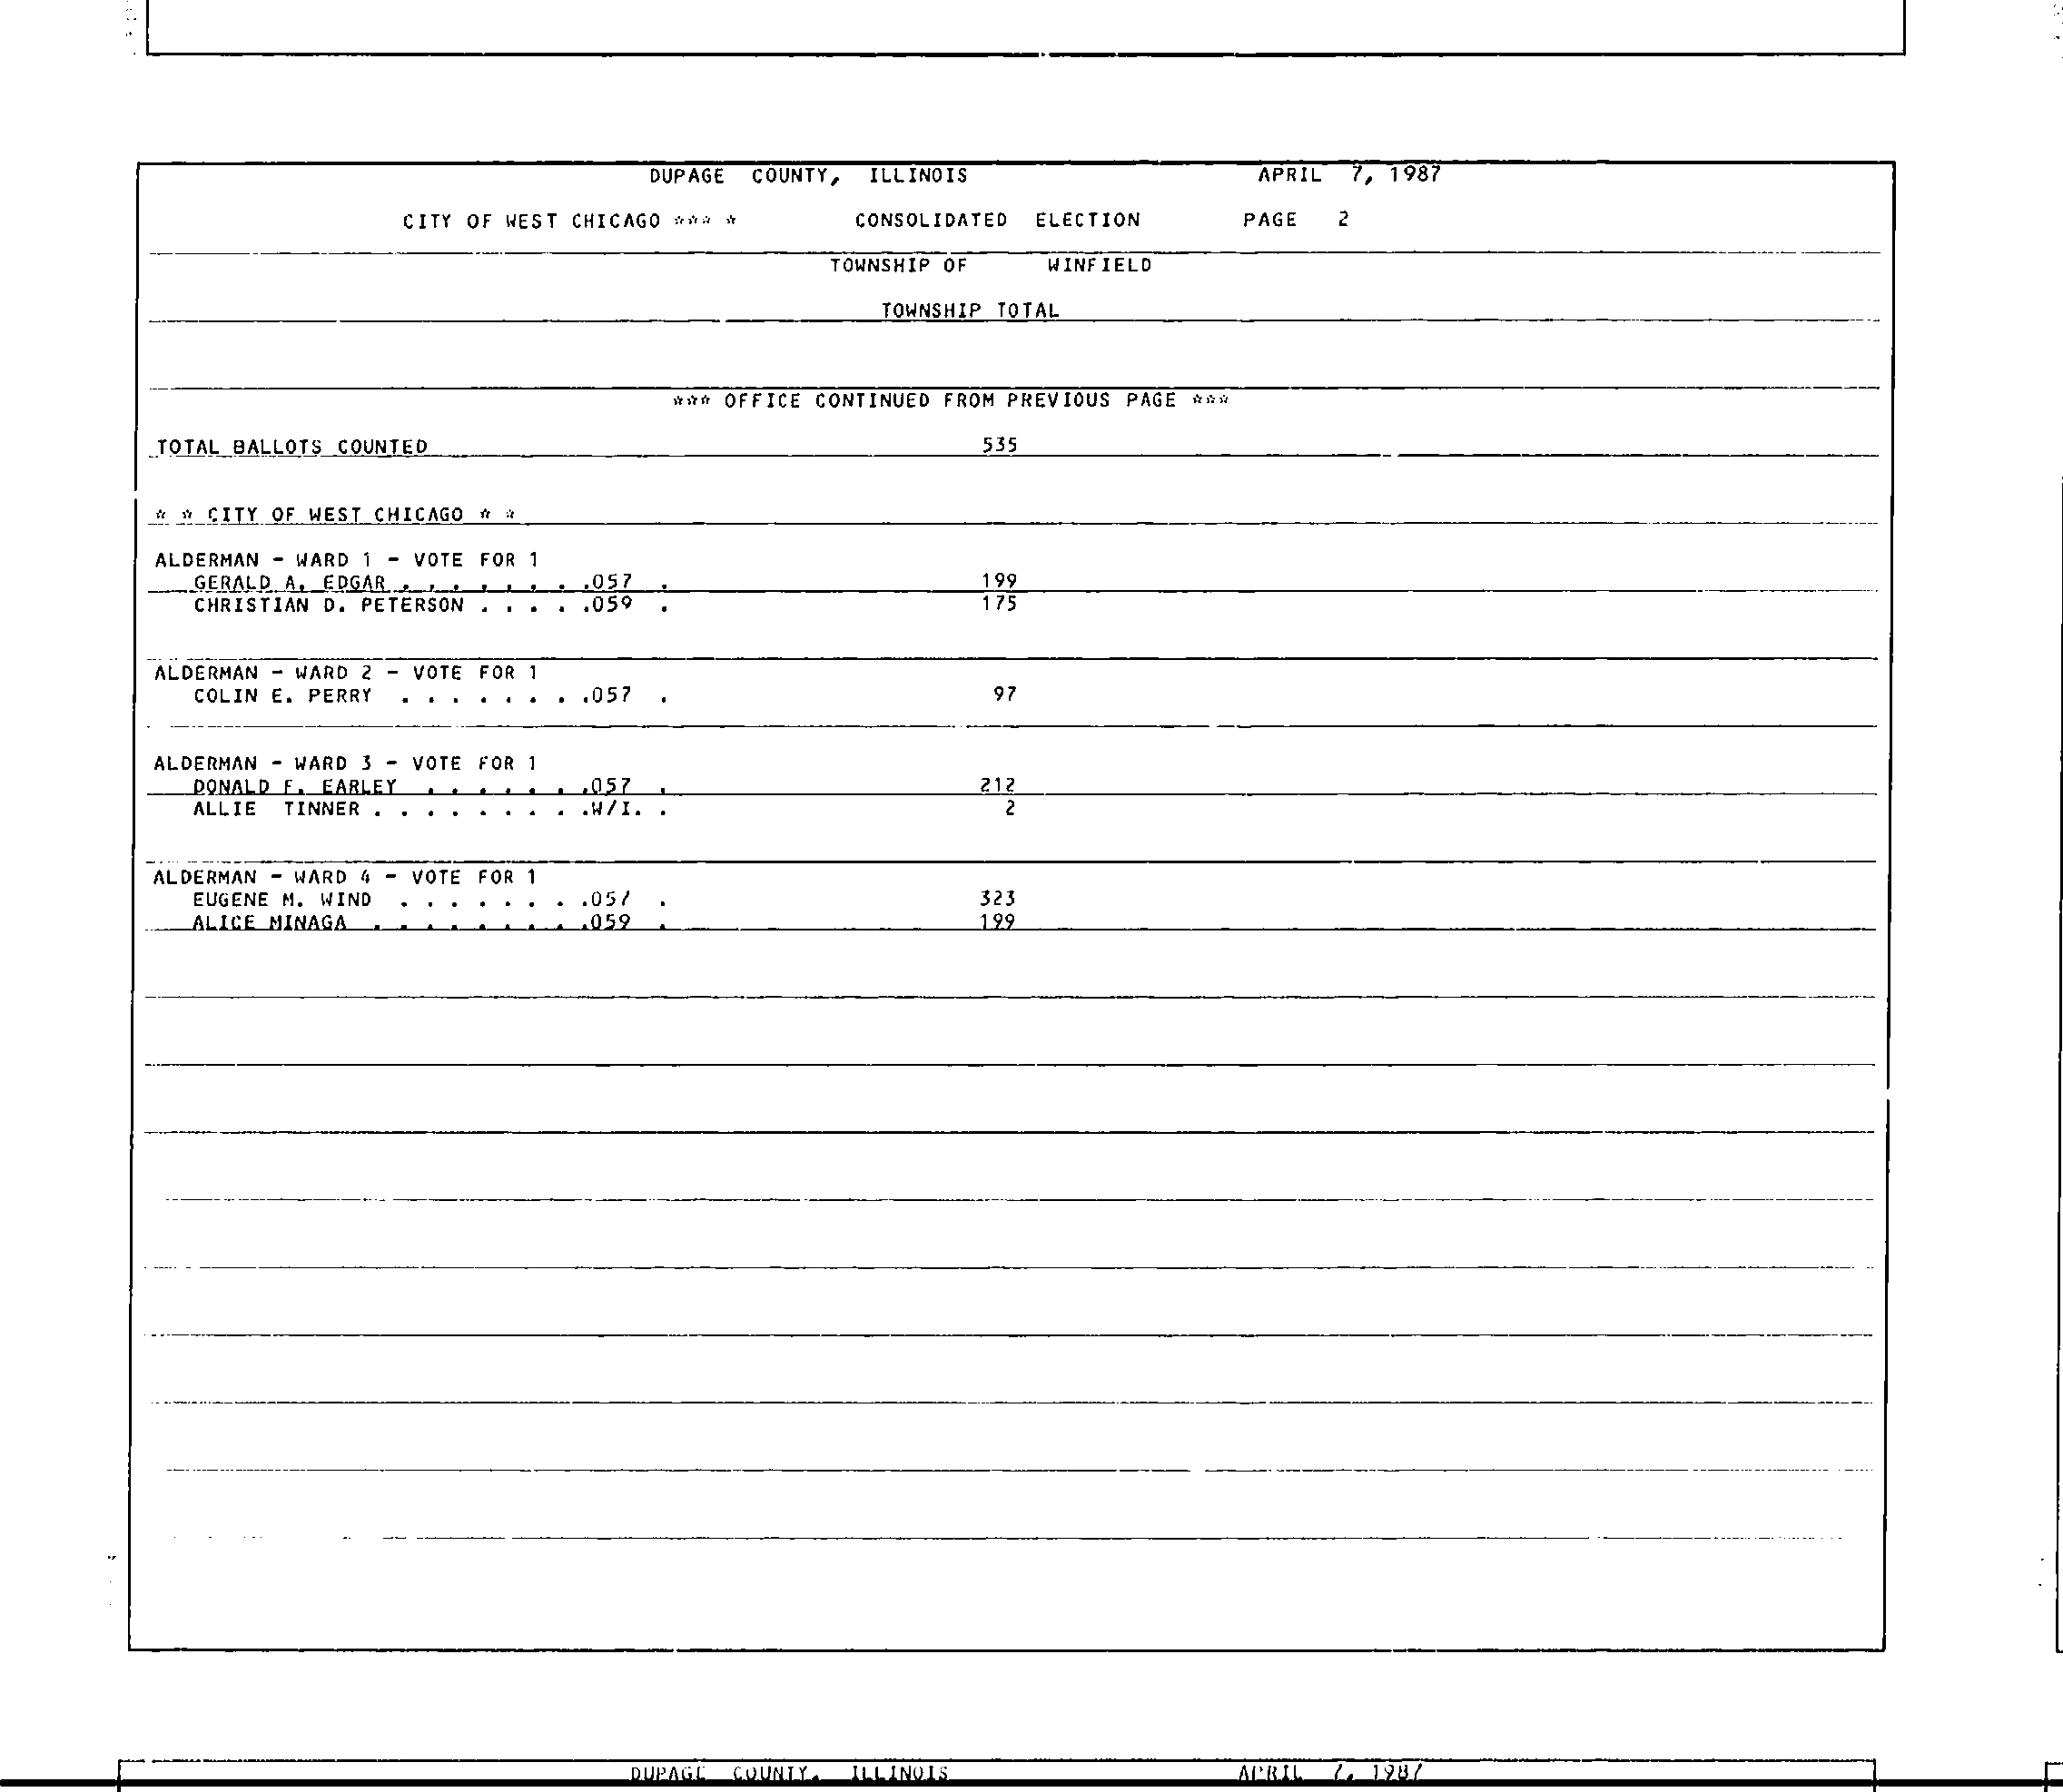 DUPAGE COUNTY, ILLINOIS APRIL 7, 1987
CITY OF WEST CHICAGO *** * CONSOLIDATED ELECTION PAGE 2
TOWNSHIP OF WINFIELD
TOWNSHIP TOTAL
*** OFFICE CONTINUED FROM PREVIOUS PAGE ***
TOTAL BALLOTS COUNTED 535
* * CITY OF WEST CHICAGO * *
ALDERMAN - WARD 1 - VOTE FOR 1
GERALD A. EDGAR . . . . . . . .057 . 199
CHRISTIAN D. PETERSON . . . . .059 . 175
ALDERMAN - WARD 2 - VOTE FOR 1
COLIN E. PERRY . . . . . . . .057 . 97
ALDERMAN - WARD 3 - VOTE FOR 1
DONALD F. EARLEY . . . . . . .057 . 212
ALLIE TINNER . . . . . . . . .W/I. . 2
ALDERMAN - WARD 4 - VOTE FOR 1
EUGENE M. WIND . . . . . . . .057 . 323
ALICE MINAGA . . . . . . . . .059 . 199
DUPAGE COUNTY, ILLINOIS APRIL 7, 1987